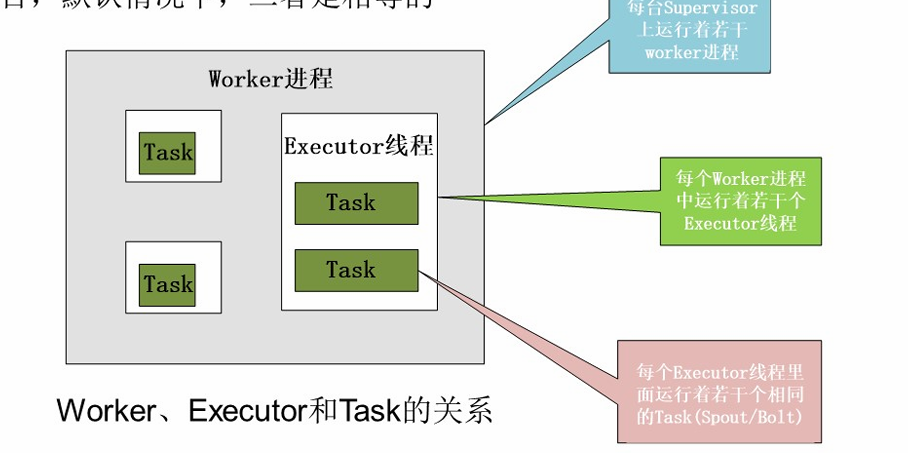 默认情况下，二者是相等的
每台Supervisor
上运行着若干
worker进程
Worker进程
Task
Executor线程
Task
每个Worker进程
中运行着若干个
Executor线程
Task
Task
每个Executor线程里
面运行着若干个相同
的Task(Spout/Bolt)
Worker、Executor和Task的关系